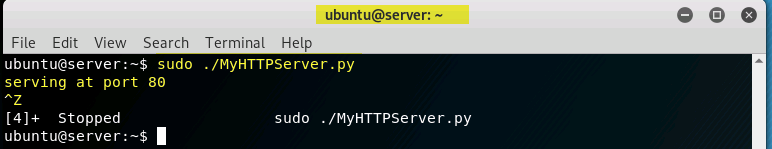 ubuntu@server: ~
File Edit View Search Terminal Help
ubuntu@server:~$ sudo ./MyHTTPServer.py
serving at port 80
^Z
[4]+  Stopped                 sudo ./MyHTTPServer.py
ubuntu@server:~$